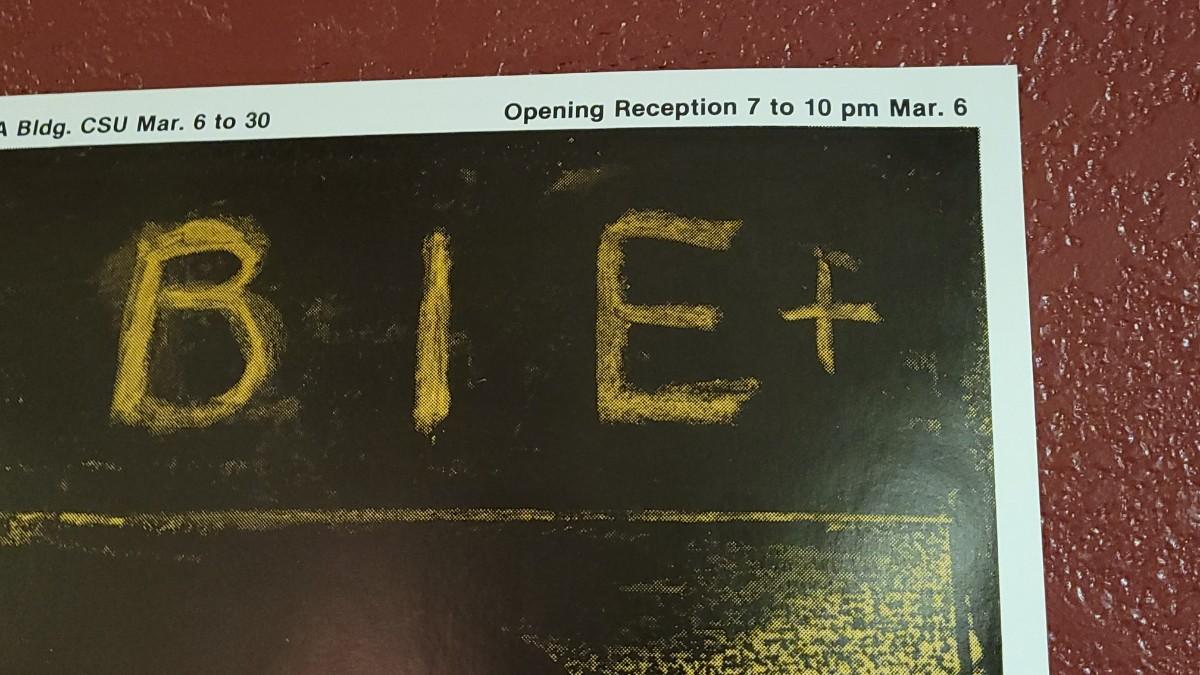 A Bldg. CSU Mar. 6 to 30
Opening Reception 7 to 10 pm Mar. 6
B I E +